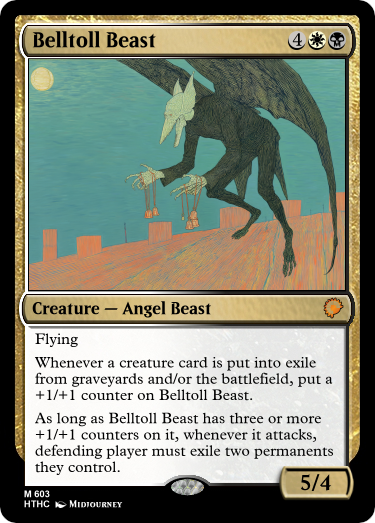 Belltoll Beast 4
Creature — Angel Beast
Flying
Whenever a creature card is put into exile
from graveyards and/or the battlefield, put a
+1/+1 counter on Belltoll Beast.
As long as Belltoll Beast has three or more
+1/+1 counters on it, whenever it attacks,
defending player must exile two permanents
they control.
5/4
M 603
HTHC MIDJOURNEY